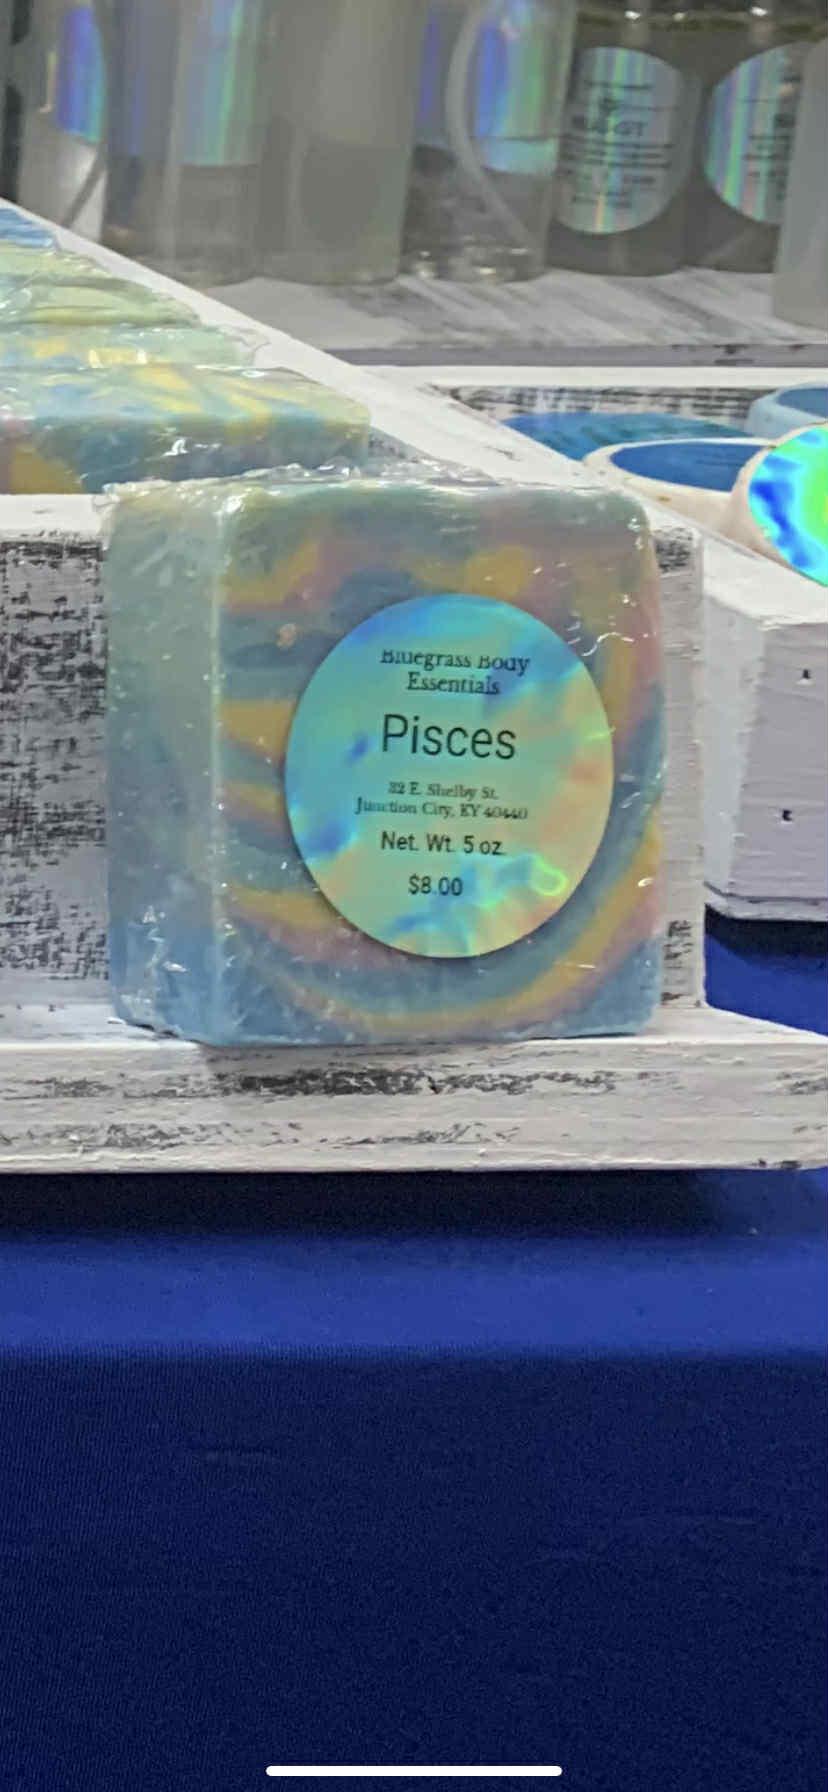 Bluegrass Body
Essentials
Pisces
32 E. Shelby St.
Junction City, KY 40440
Net. Wt. 5 oz.
$8.00